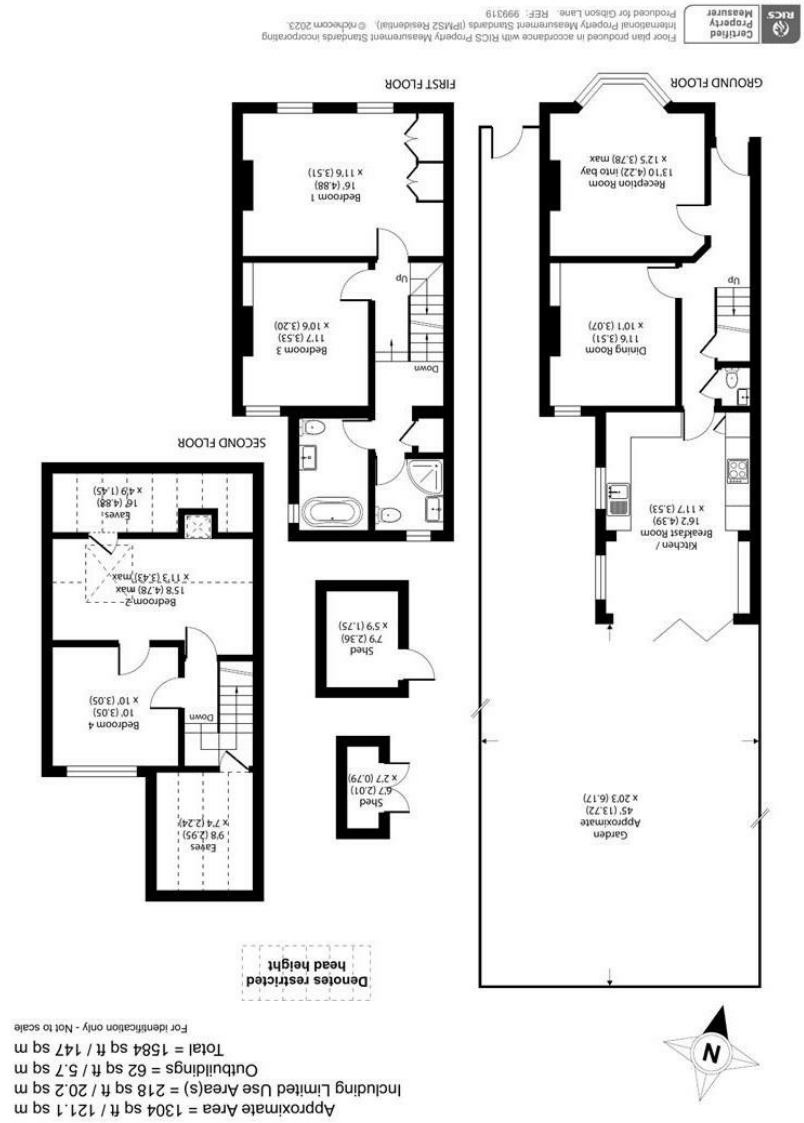 Approximate Area = 1304 sq ft / 121.1 sq m
Including Limited Use Area(s) = 218 sq ft / 20.2 sq m
Outbuildings = 62 sq ft / 5.7 sq m
Total = 1584 sq ft / 147 sq m
For identification only - Not to scale
N
Denotes restricted
head height
Garden
45' (13.72) Approximate
x 20'3 (6.17)
Kitchen /
Breakfast Room
16'2 (4.39)
x 11'7 (3.53)
Dining Room
11'6 (3.51)
x 10'1 (3.07)
Up
Reception Room
13'10 (4.22) into bay
x 12'5 (3.78) max
GROUND FLOOR
Shed
6'7 (2.01)
x 2'7 (0.79)
Shed
7'9 (2.36)
x 5'9 (1.75)
Down
Bedroom 3
11'7 (3.53)
x 10'6 (3.20)
Up
Bedroom 1
16' (4.88)
x 11'6 (3.51)
FIRST FLOOR
Eaves
9'8 (2.95)
x 7'4 (2.24)
Down
Bedroom 4
10' (3.05)
x 10' (3.05)
Bedroom 2
15'8 (4.78) max
x 11'3 (3.43) max
Eaves
16' (4.88)
x 4'9 (1.45)
SECOND FLOOR
RICS
Certified
Property
Measurer
Floor plan produced in accordance with RICS Property Measurement Standards incorporating
International Property Measurement Standards (IPMS2 Residential). © nichecom 2023.
Produced for Gibson Lane. REF: 999319